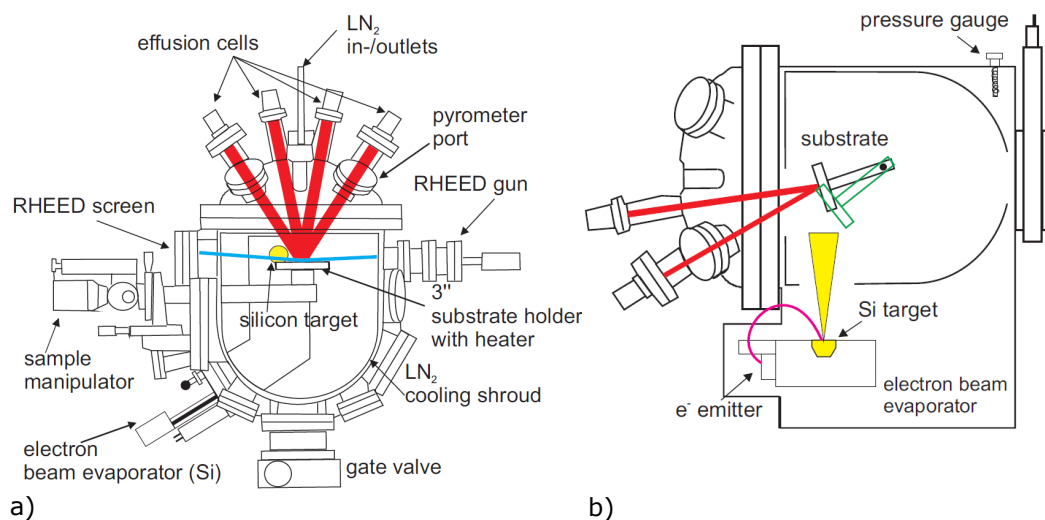 LN2
in-/outlets
effusion cells
pyrometer
port
RHEED gun
RHEED screen
3"
silicon target
substrate holder
with heater
sample
manipulator
LN2
cooling shroud
electron
beam evaporator (Si)
gate valve
a)
pressure gauge
substrate
Si target
e- emitter
electron beam
evaporator
b)